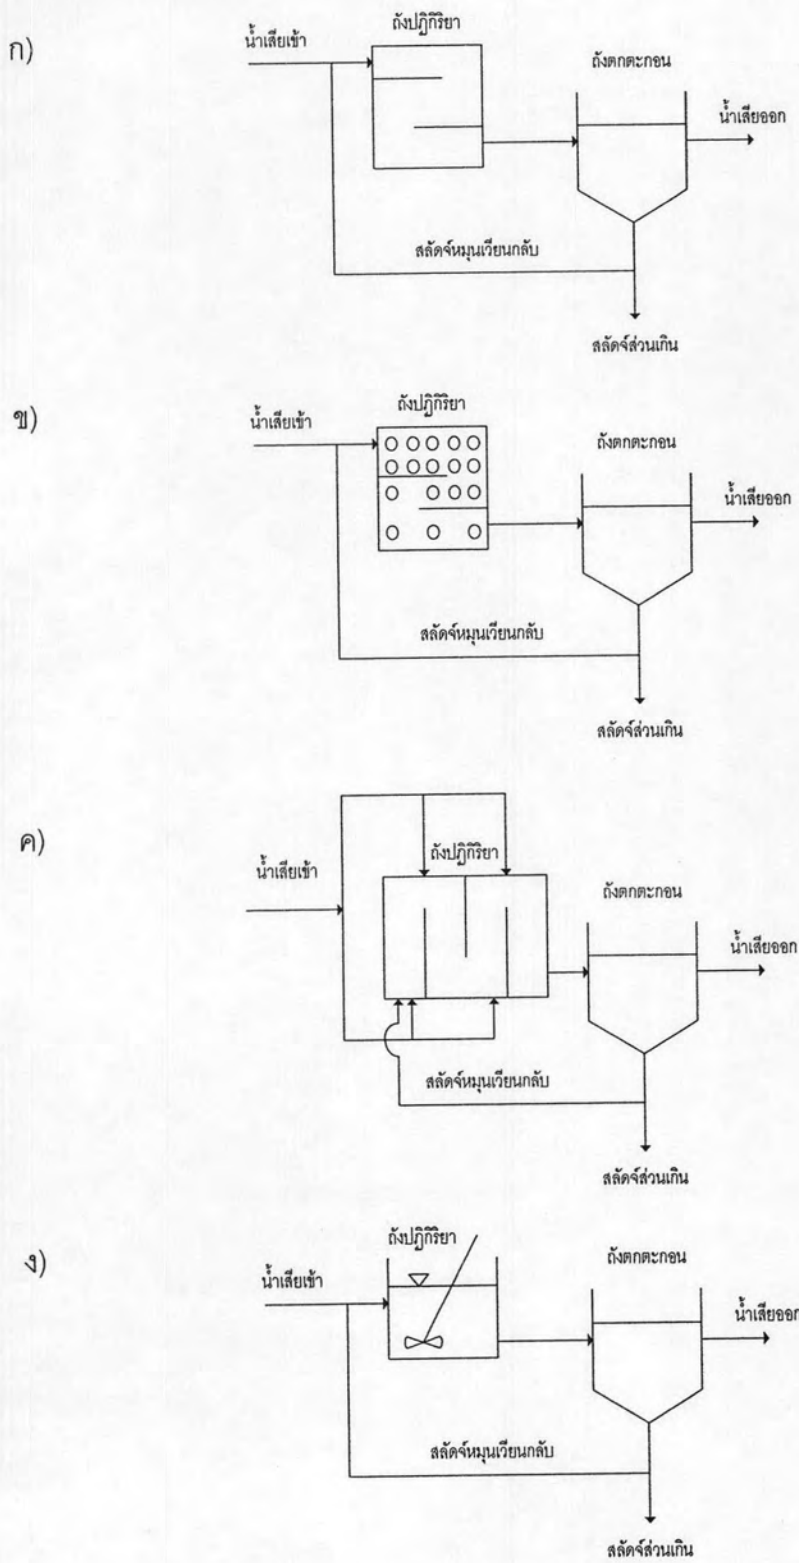 ก)
น้ำเสียเข้า
ถังปฏิกิริยา
ถังตกตะกอน
น้ำเสียออก
สลัดจ์หมุนเวียนกลับ
สลัดจ์ส่วนเกิน
ข)
น้ำเสียเข้า
ถังปฏิกิริยา
ถังตกตะกอน
น้ำเสียออก
สลัดจ์หมุนเวียนกลับ
สลัดจ์ส่วนเกิน
ค)
น้ำเสียเข้า
ถังปฏิกิริยา
ถังตกตะกอน
น้ำเสียออก
สลัดจ์หมุนเวียนกลับ
สลัดจ์ส่วนเกิน
ง)
น้ำเสียเข้า
ถังปฏิกิริยา
ถังตกตะกอน
น้ำเสียออก
สลัดจ์หมุนเวียนกลับ
สลัดจ์ส่วนเกิน